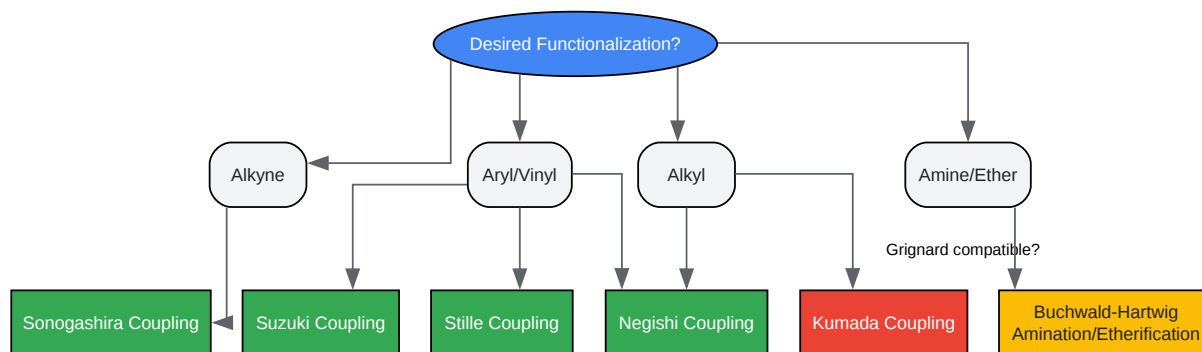 Desired Functionalization?
Alkyne
Aryl/Vinyl
Alkyl
Amine/Ether
Grignard compatible?
Sonogashira Coupling
Suzuki Coupling
Stille Coupling
Negishi Coupling
Kumada Coupling
Buchwald-Hartwig
Amination/Etherification